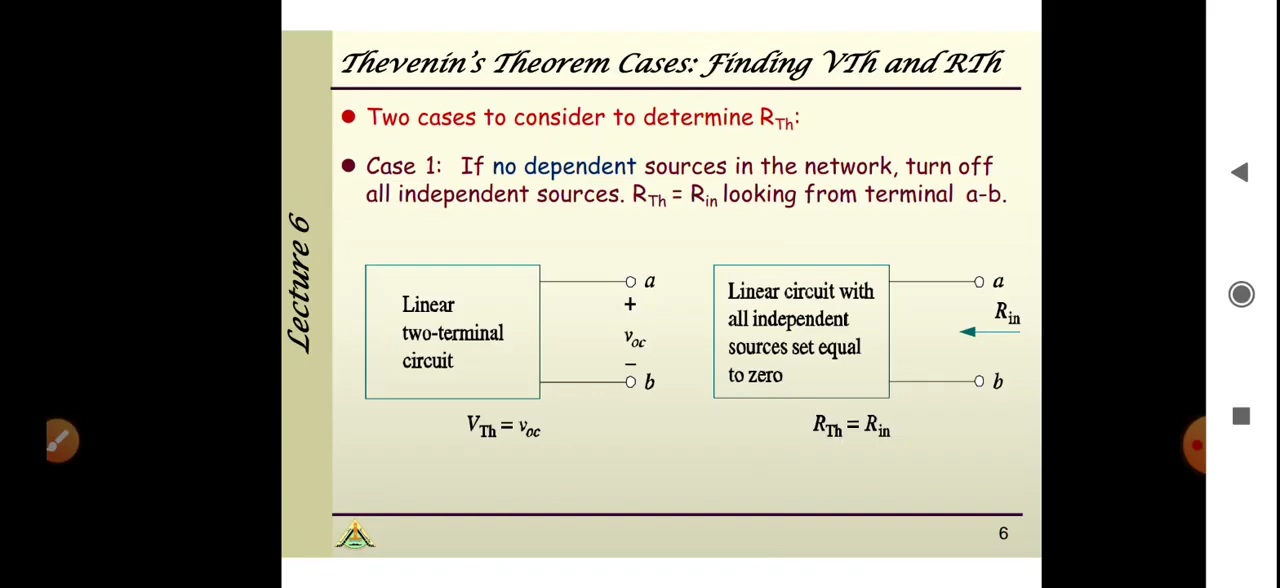 Thevenin's Theorem Cases: Finding VTh and RTh
Two cases to consider to determine RTh:
Case 1: If no dependent sources in the network, turn off
all independent sources. RTh = Rin looking from terminal a-b.
Lecture 6
Linear
two-terminal
circuit
a
+
voc
–
b
VTh = voc
Linear circuit with
all independent
sources set equal
to zero
a
Rin
b
RTh = Rin
6